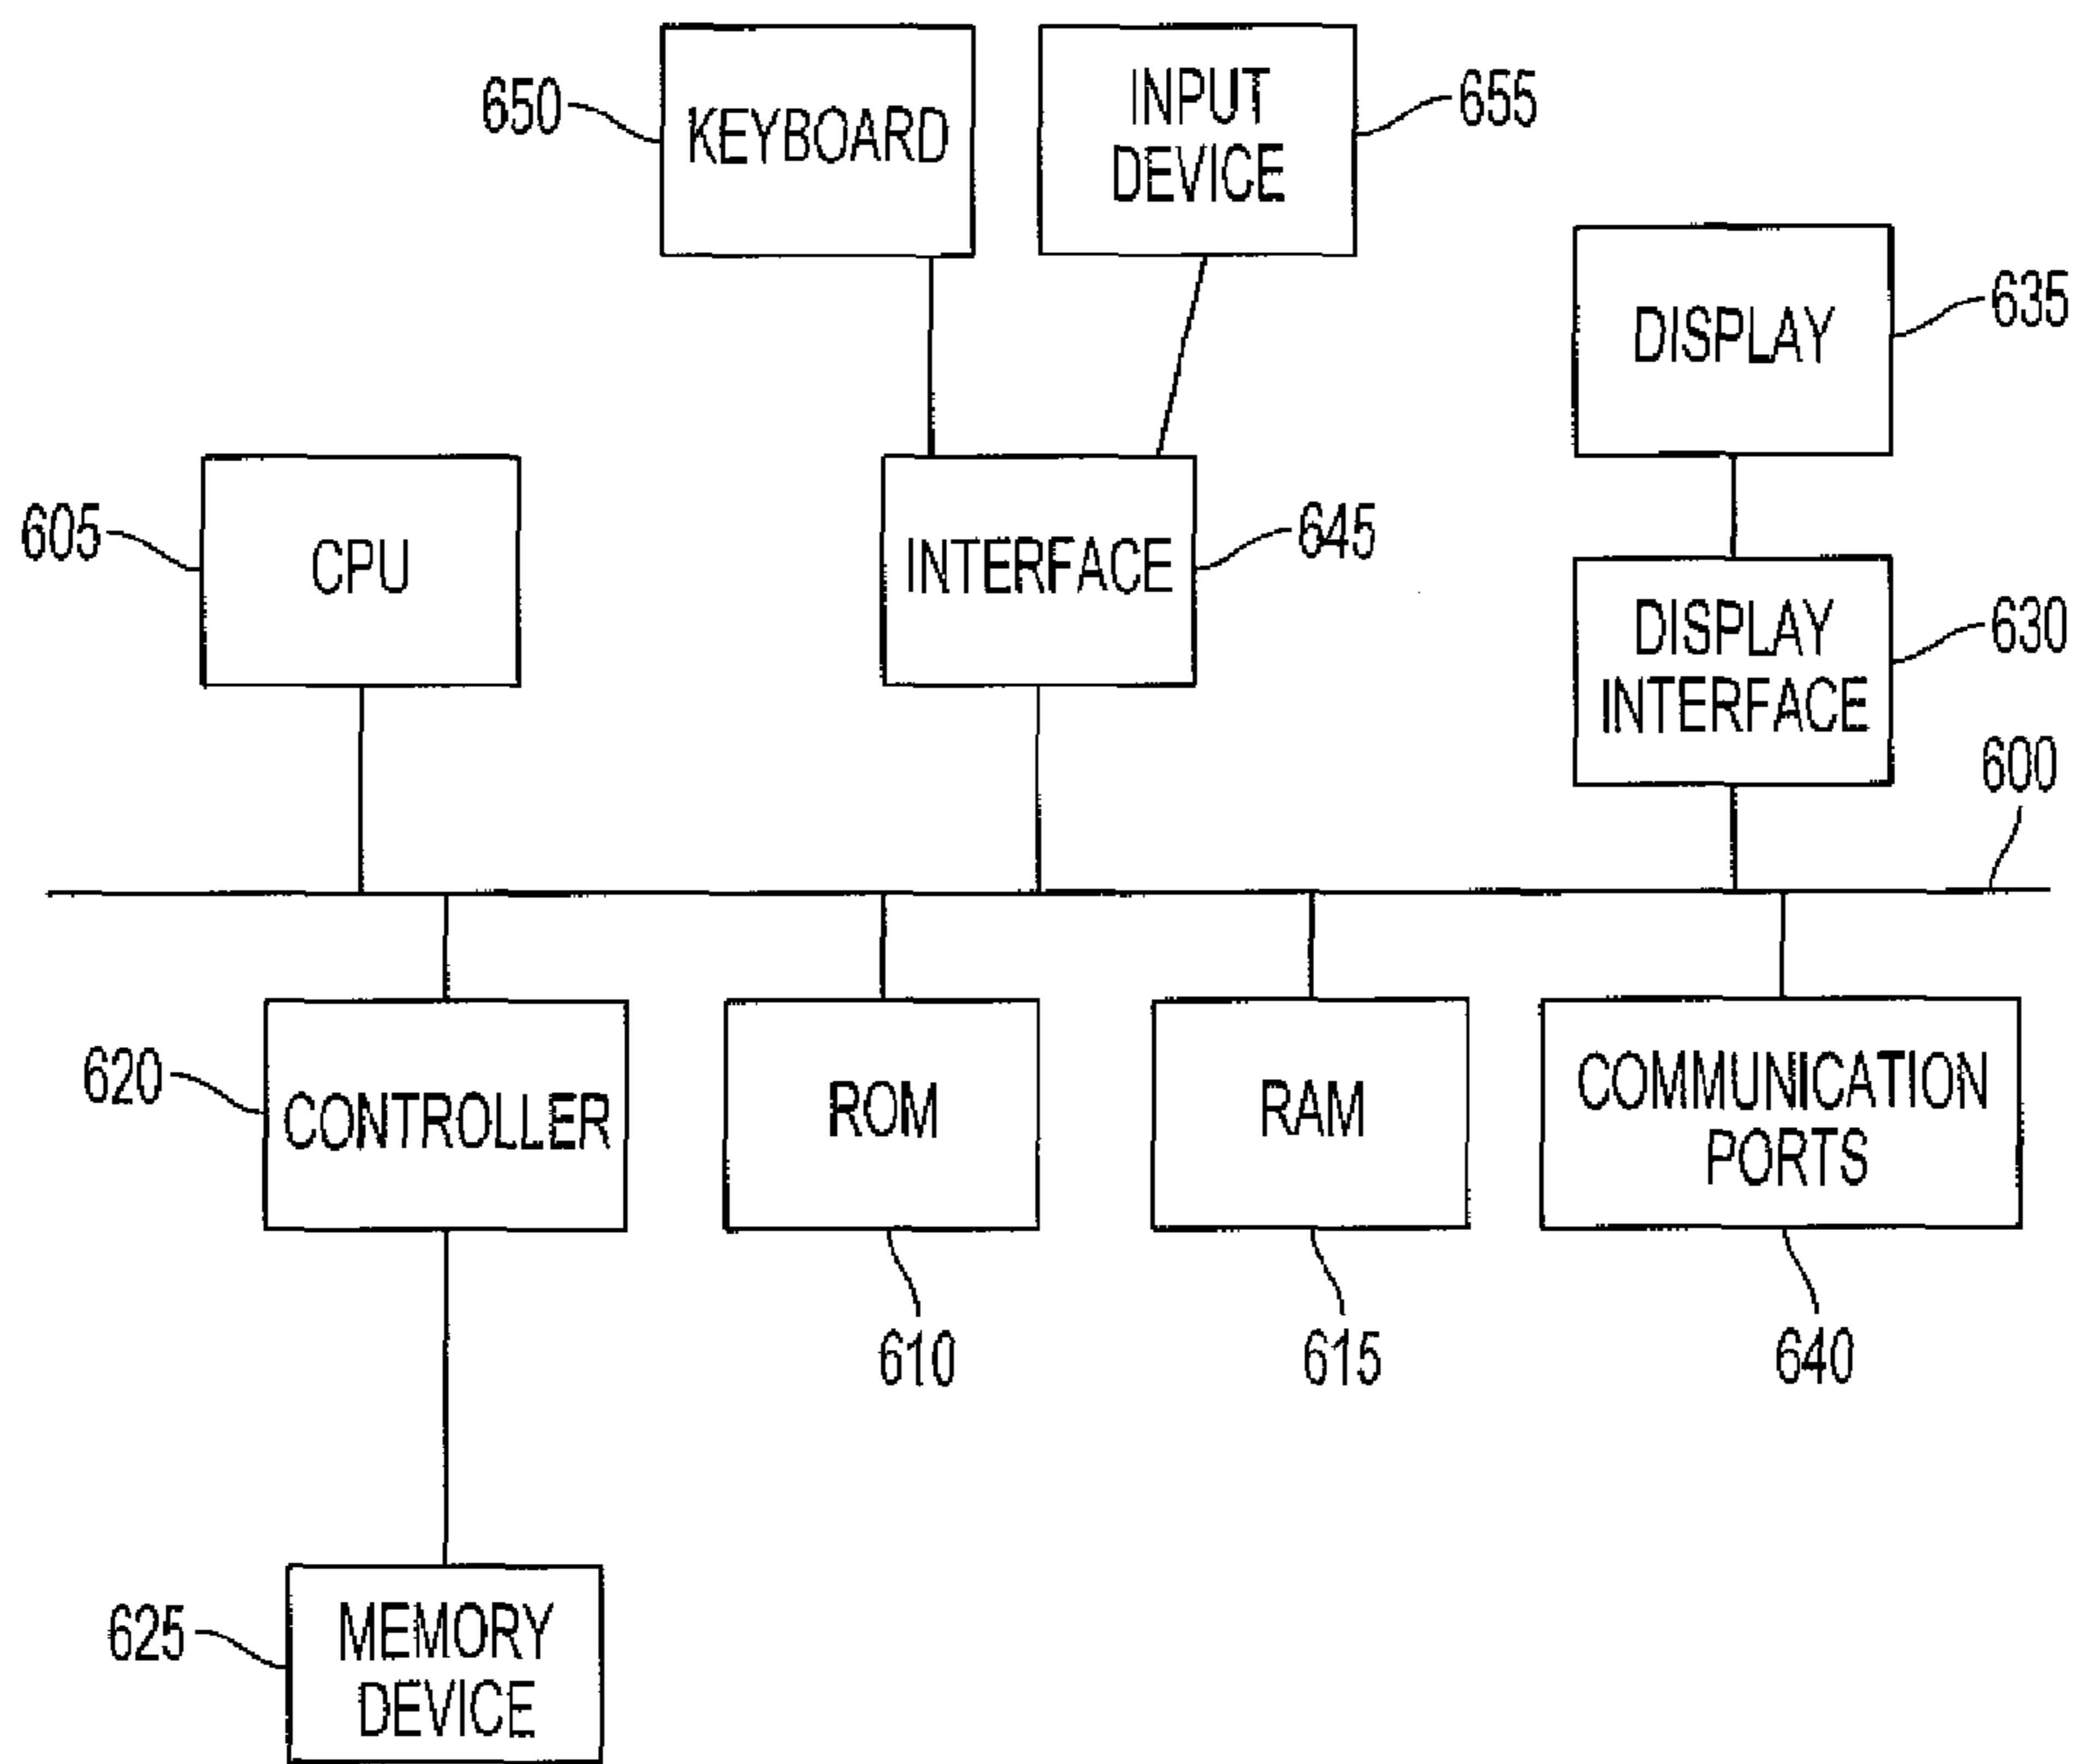 650
KEYBOARD
INPUT
DEVICE
655
DISPLAY
635
605
CPU
INTERFACE
645
DISPLAY
INTERFACE
630
600
620
CONTROLLER
ROM
RAM
COMMUNICATION
PORTS
610
615
640
625
MEMORY
DEVICE